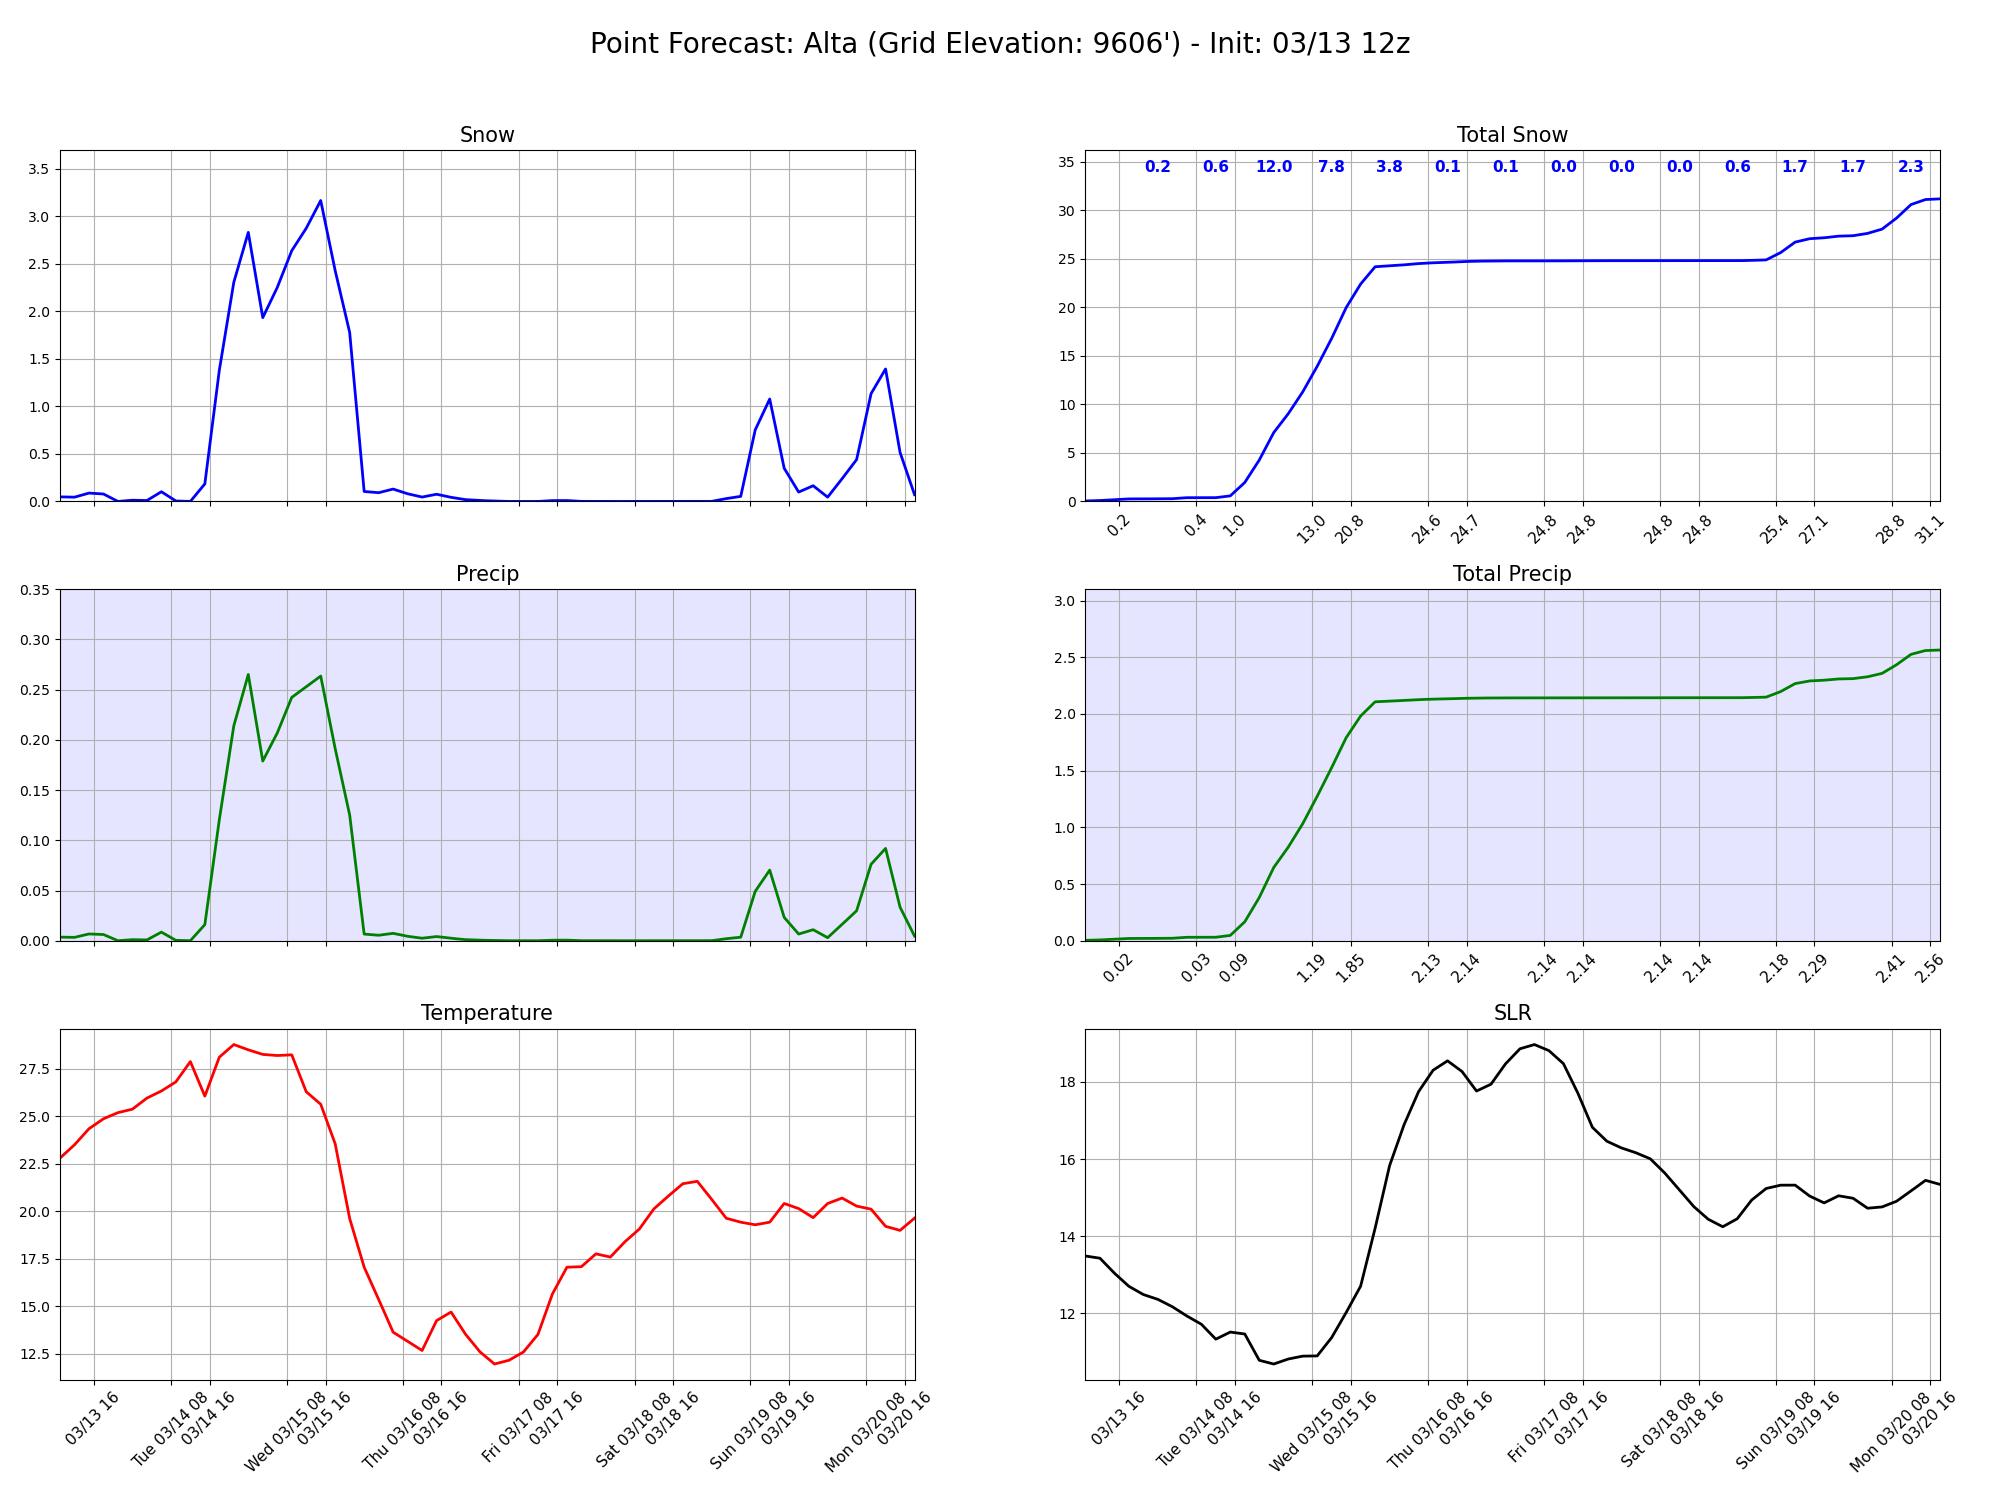 Point Forecast: Alta (Grid Elevation: 9606') - Init: 03/13 12z
Snow
3.5
3.0
2.5
2.0
1.5
1.0
0.5
0.0
Total Snow
35
30
25
20
15
10
5
0
0.2 0.6 12.0 7.8 3.8 0.1 0.1 0.0 0.0 0.0 0.6 1.7 1.7 2.3
0.2 0.4 1.0 13.0 20.8 24.6 24.7 24.8 24.8 24.8 24.8 25.4 27.1 28.8 31.1
Precip
0.35
0.30
0.25
0.20
0.15
0.10
0.05
0.00
Total Precip
3.0
2.5
2.0
1.5
1.0
0.5
0.0
0.02 0.03 0.09 1.19 1.85 2.13 2.14 2.14 2.14 2.14 2.14 2.18 2.29 2.41 2.56
Temperature
27.5
25.0
22.5
20.0
17.5
15.0
12.5
03/13 16
Tue 03/14 08
03/14 16
Wed 03/15 08
03/15 16
Thu 03/16 08
03/16 16
Fri 03/17 08
03/17 16
Sat 03/18 08
03/18 16
Sun 03/19 08
03/19 16
Mon 03/20 08
03/20 16
SLR
18
16
14
12
03/13 16
Tue 03/14 08
03/14 16
Wed 03/15 08
03/15 16
Thu 03/16 08
03/16 16
Fri 03/17 08
03/17 16
Sat 03/18 08
03/18 16
Sun 03/19 08
03/19 16
Mon 03/20 08
03/20 16